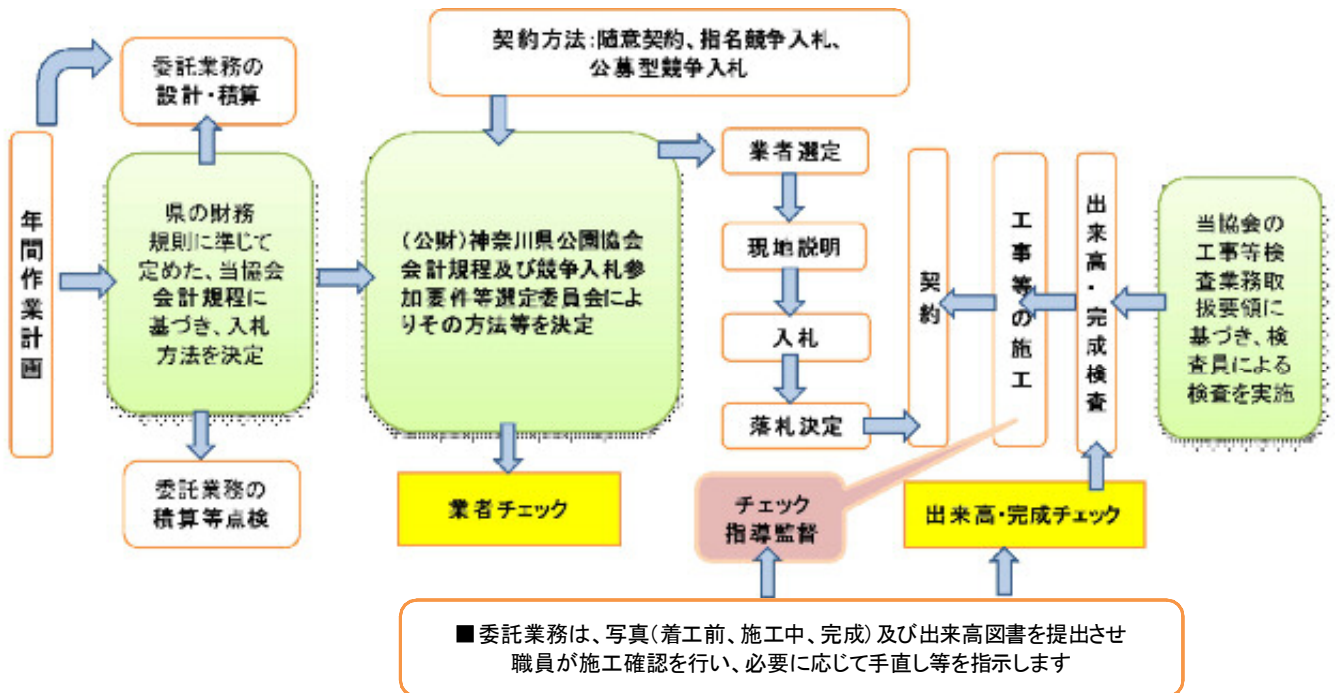 契約方法:随意契約、指名競争入札、
公募型競争入札
委託業務の
設計・積算
年間作業計画
県の財務
規則に準じて
定めた、当協会
会計規程に
基づき、入札
方法を決定
委託業務の
積算等点検
(公財)神奈川県公園協会
会計規程及び競争入札参
加要件等選定委員会によ
りその方法等を決定
業者チェック
業者選定
現地説明
入札
落札決定
契約
工事等の施工
出来高・完成検査
当協会の
工事等検
査業務取
扱要領に
基づき、検
査員による
検査を実施
チェック
指導監督
出来高・完成チェック
■委託業務は、写真(着工前、施工中、完成)及び出来高図書を提出させ
職員が施工確認を行い、必要に応じて手直し等を指示します